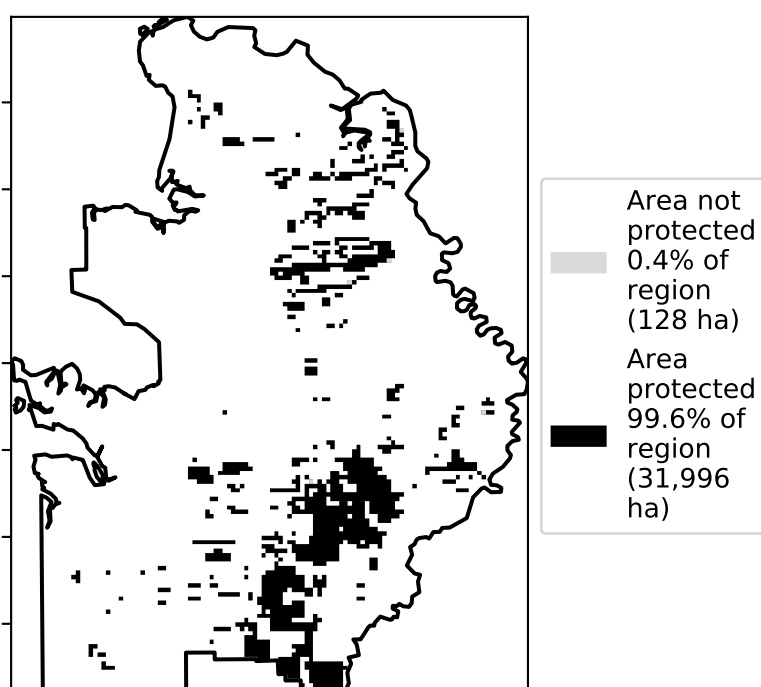 Area not
protected
0.4% of
region
(128 ha)
Area
protected
99.6% of
region
(31,996
ha)